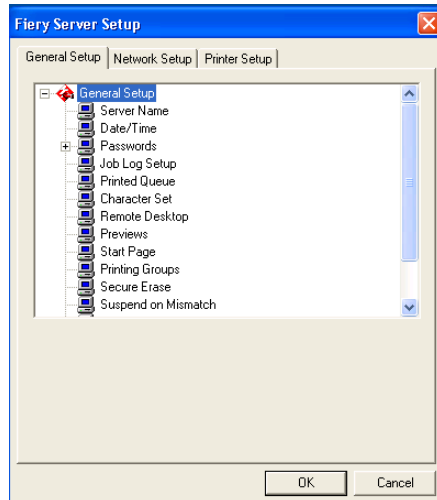 Fiery Server Setup
General Setup Network Setup Printer Setup
General Setup
Server Name
Date/Time
Passwords
Job Log Setup
Printed Queue
Character Set
Remote Desktop
Previews
Start Page
Printing Groups
Secure Erase
Suspend on Mismatch
OK Cancel